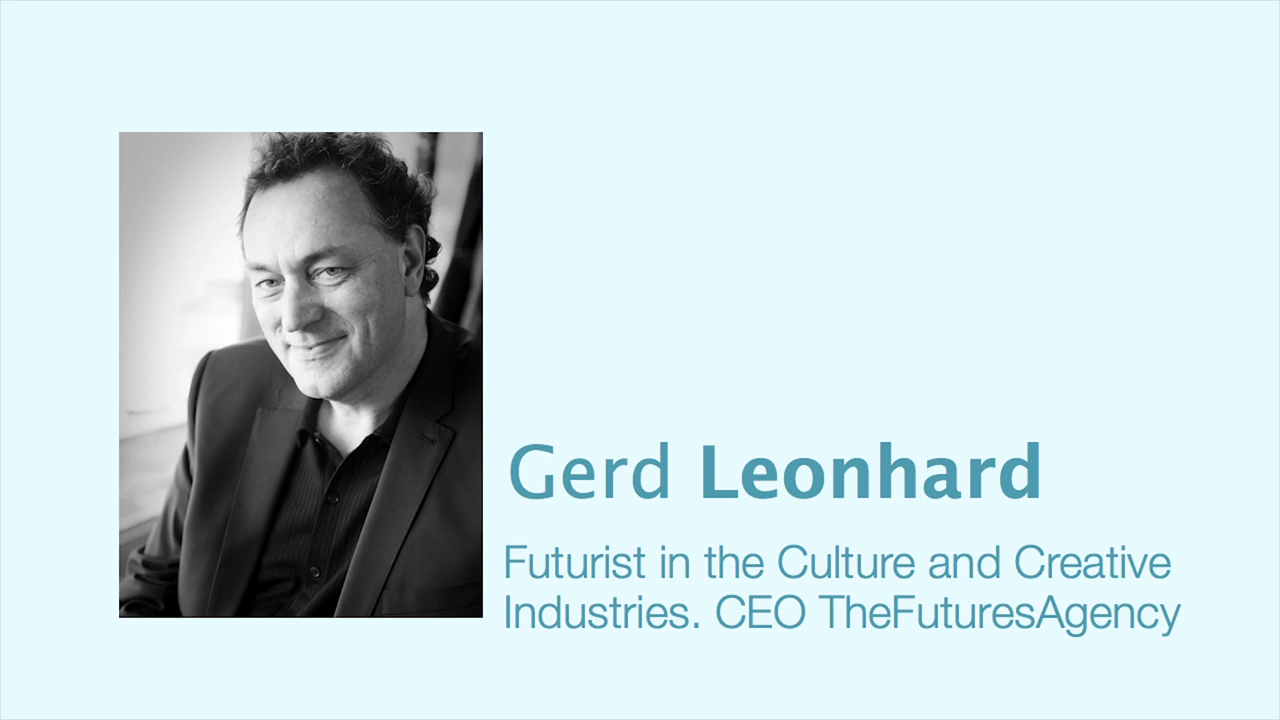 Gerd Leonhard
Futurist in the Culture and Creative
Industries. CEO TheFuturesAgency